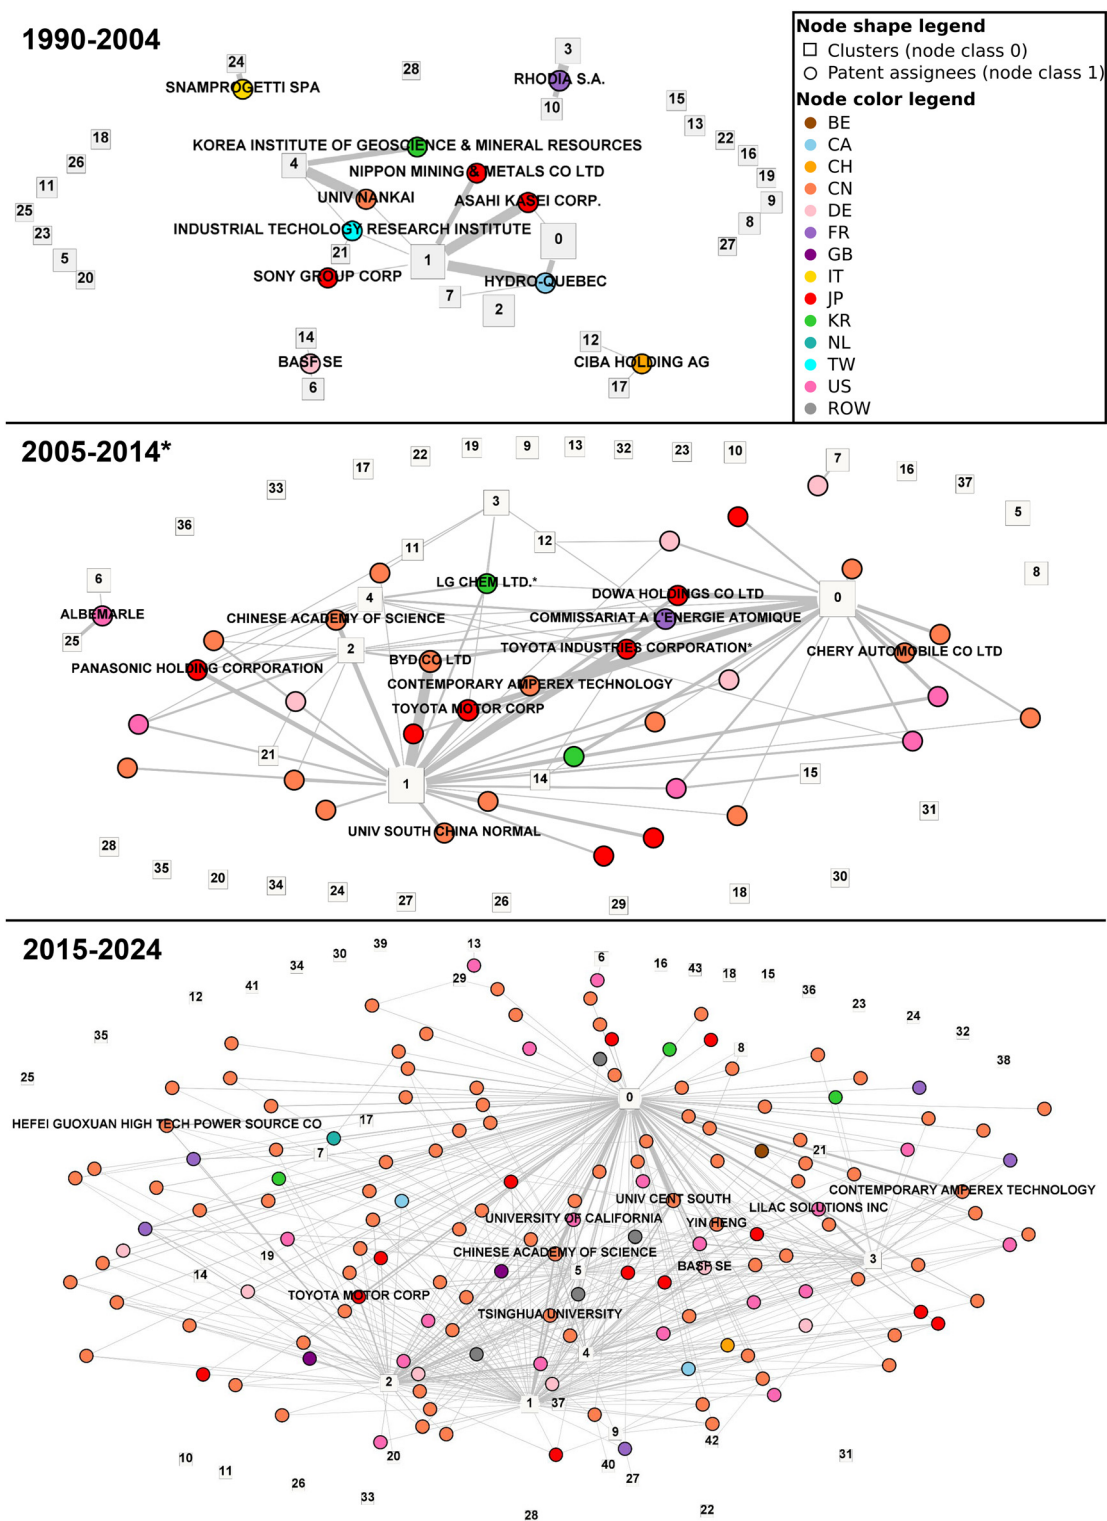 1990-2004
Node shape legend
Clusters (node class 0)
Patent assignees (node class 1)
Node color legend
BE
CA
CH
CN
DE
FR
GB
IT
JP
KR
NL
TW
US
ROW
24
SNAMPROGETTI SPA
28
3
RHODIA S.A.
10
15
13
22
16
19
9
8
27
18
26
11
25
23
5
20
KOREA INSTITUTE OF GEOSCIENCE & MINERAL RESOURCES
4
NIPPON MINING & METALS CO LTD
UNIV NANKAI
ASAHI KASEI CORP.
INDUSTRIAL TECHOLOGY RESEARCH INSTITUTE
0
21
1
SONY GROUP CORP
HYDRO-QUEBEC
7
2
14
BASF SE
6
12
CIBA HOLDING AG
17
2005-2014*
17
22
19
9
13
32
23
10
7
16
37
5
8
33
36
3
11
12
6
ALBEMARLE
25
LG CHEM LTD.*
4
DOWA HOLDINGS CO LTD
0
CHINESE ACADEMY OF SCIENCE
COMMISSARIAT A L'ENERGIE ATOMIQUE
2
TOYOTA INDUSTRIES CORPORATION*
CHERY AUTOMOBILE CO LTD
BYD CO LTD
PANASONIC HOLDING CORPORATION
CONTEMPORARY AMPEREX TECHNOLOGY
TOYOTA MOTOR CORP
21
1
14
15
31
UNIV SOUTH CHINA NORMAL
28
35
20
34
24
27
26
29
18
30
2015-2024
39
30
34
41
12
35
25
13
29
6
16
43
18
15
36
23
24
32
38
8
0
HEFEI GUOXUAN HIGH TECH POWER SOURCE CO
17
7
21
CONTEMPORARY AMPEREX TECHNOLOGY
UNIV CENT SOUTH
LILAC SOLUTIONS INC
UNIVERSITY OF CALIFORNIA
YIN HENG
CHINESE ACADEMY OF SCIENCE
19
3
BASF SE
5
14
TOYOTA MOTOR CORP
TSINGHUA UNIVERSITY
4
2
1
37
9
42
20
40
27
31
10
11
26
33
28
22